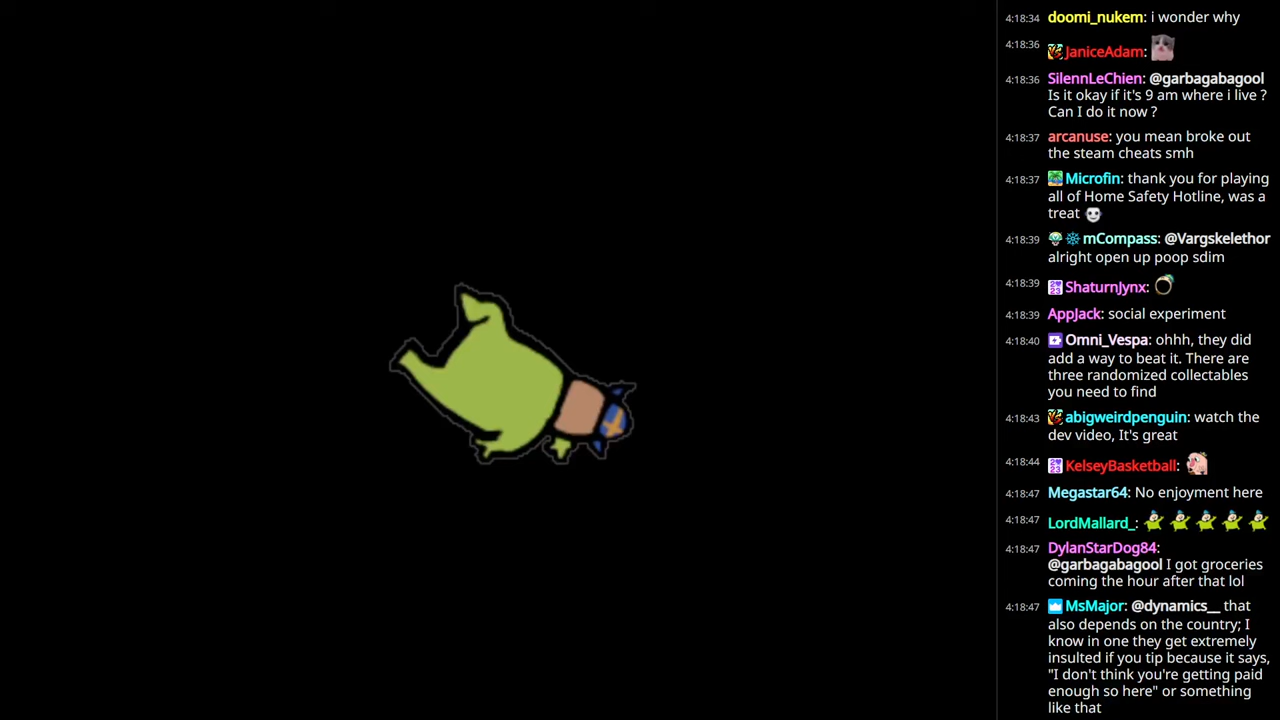 4:18:34 doomi_nukem: i wonder why
4:18:36 JaniceAdam:
4:18:36 SilennLeChien: @garbagabagool
Is it okay if it's 9 am where i live ?
Can I do it now ?
4:18:37 arcanuse: you mean broke out
the steam cheats smh
4:18:37 Microfin: thank you for playing
all of Home Safety Hotline, was a
treat
4:18:39 mCompass: @Vargskelethor
alright open up poop sdim
4:18:39 ShaturnJynx:
4:18:39 AppJack: social experiment
4:18:40 Omni_Vespa: ohhh, they did
add a way to beat it. There are
three randomized collectables
you need to find
4:18:43 abigweirdpenguin: watch the
dev video, It's great
4:18:44 KelseyBasketball:
4:18:47 Megastar64: No enjoyment here
4:18:47 LordMallard_:
4:18:47 DylanStarDog84:
@garbagabagool I got groceries
coming the hour after that lol
4:18:47 MsMajor: @dynamics__ that
also depends on the country; I
know in one they get extremely
insulted if you tip because it says,
"I don't think you're getting paid
enough so here" or something
like that